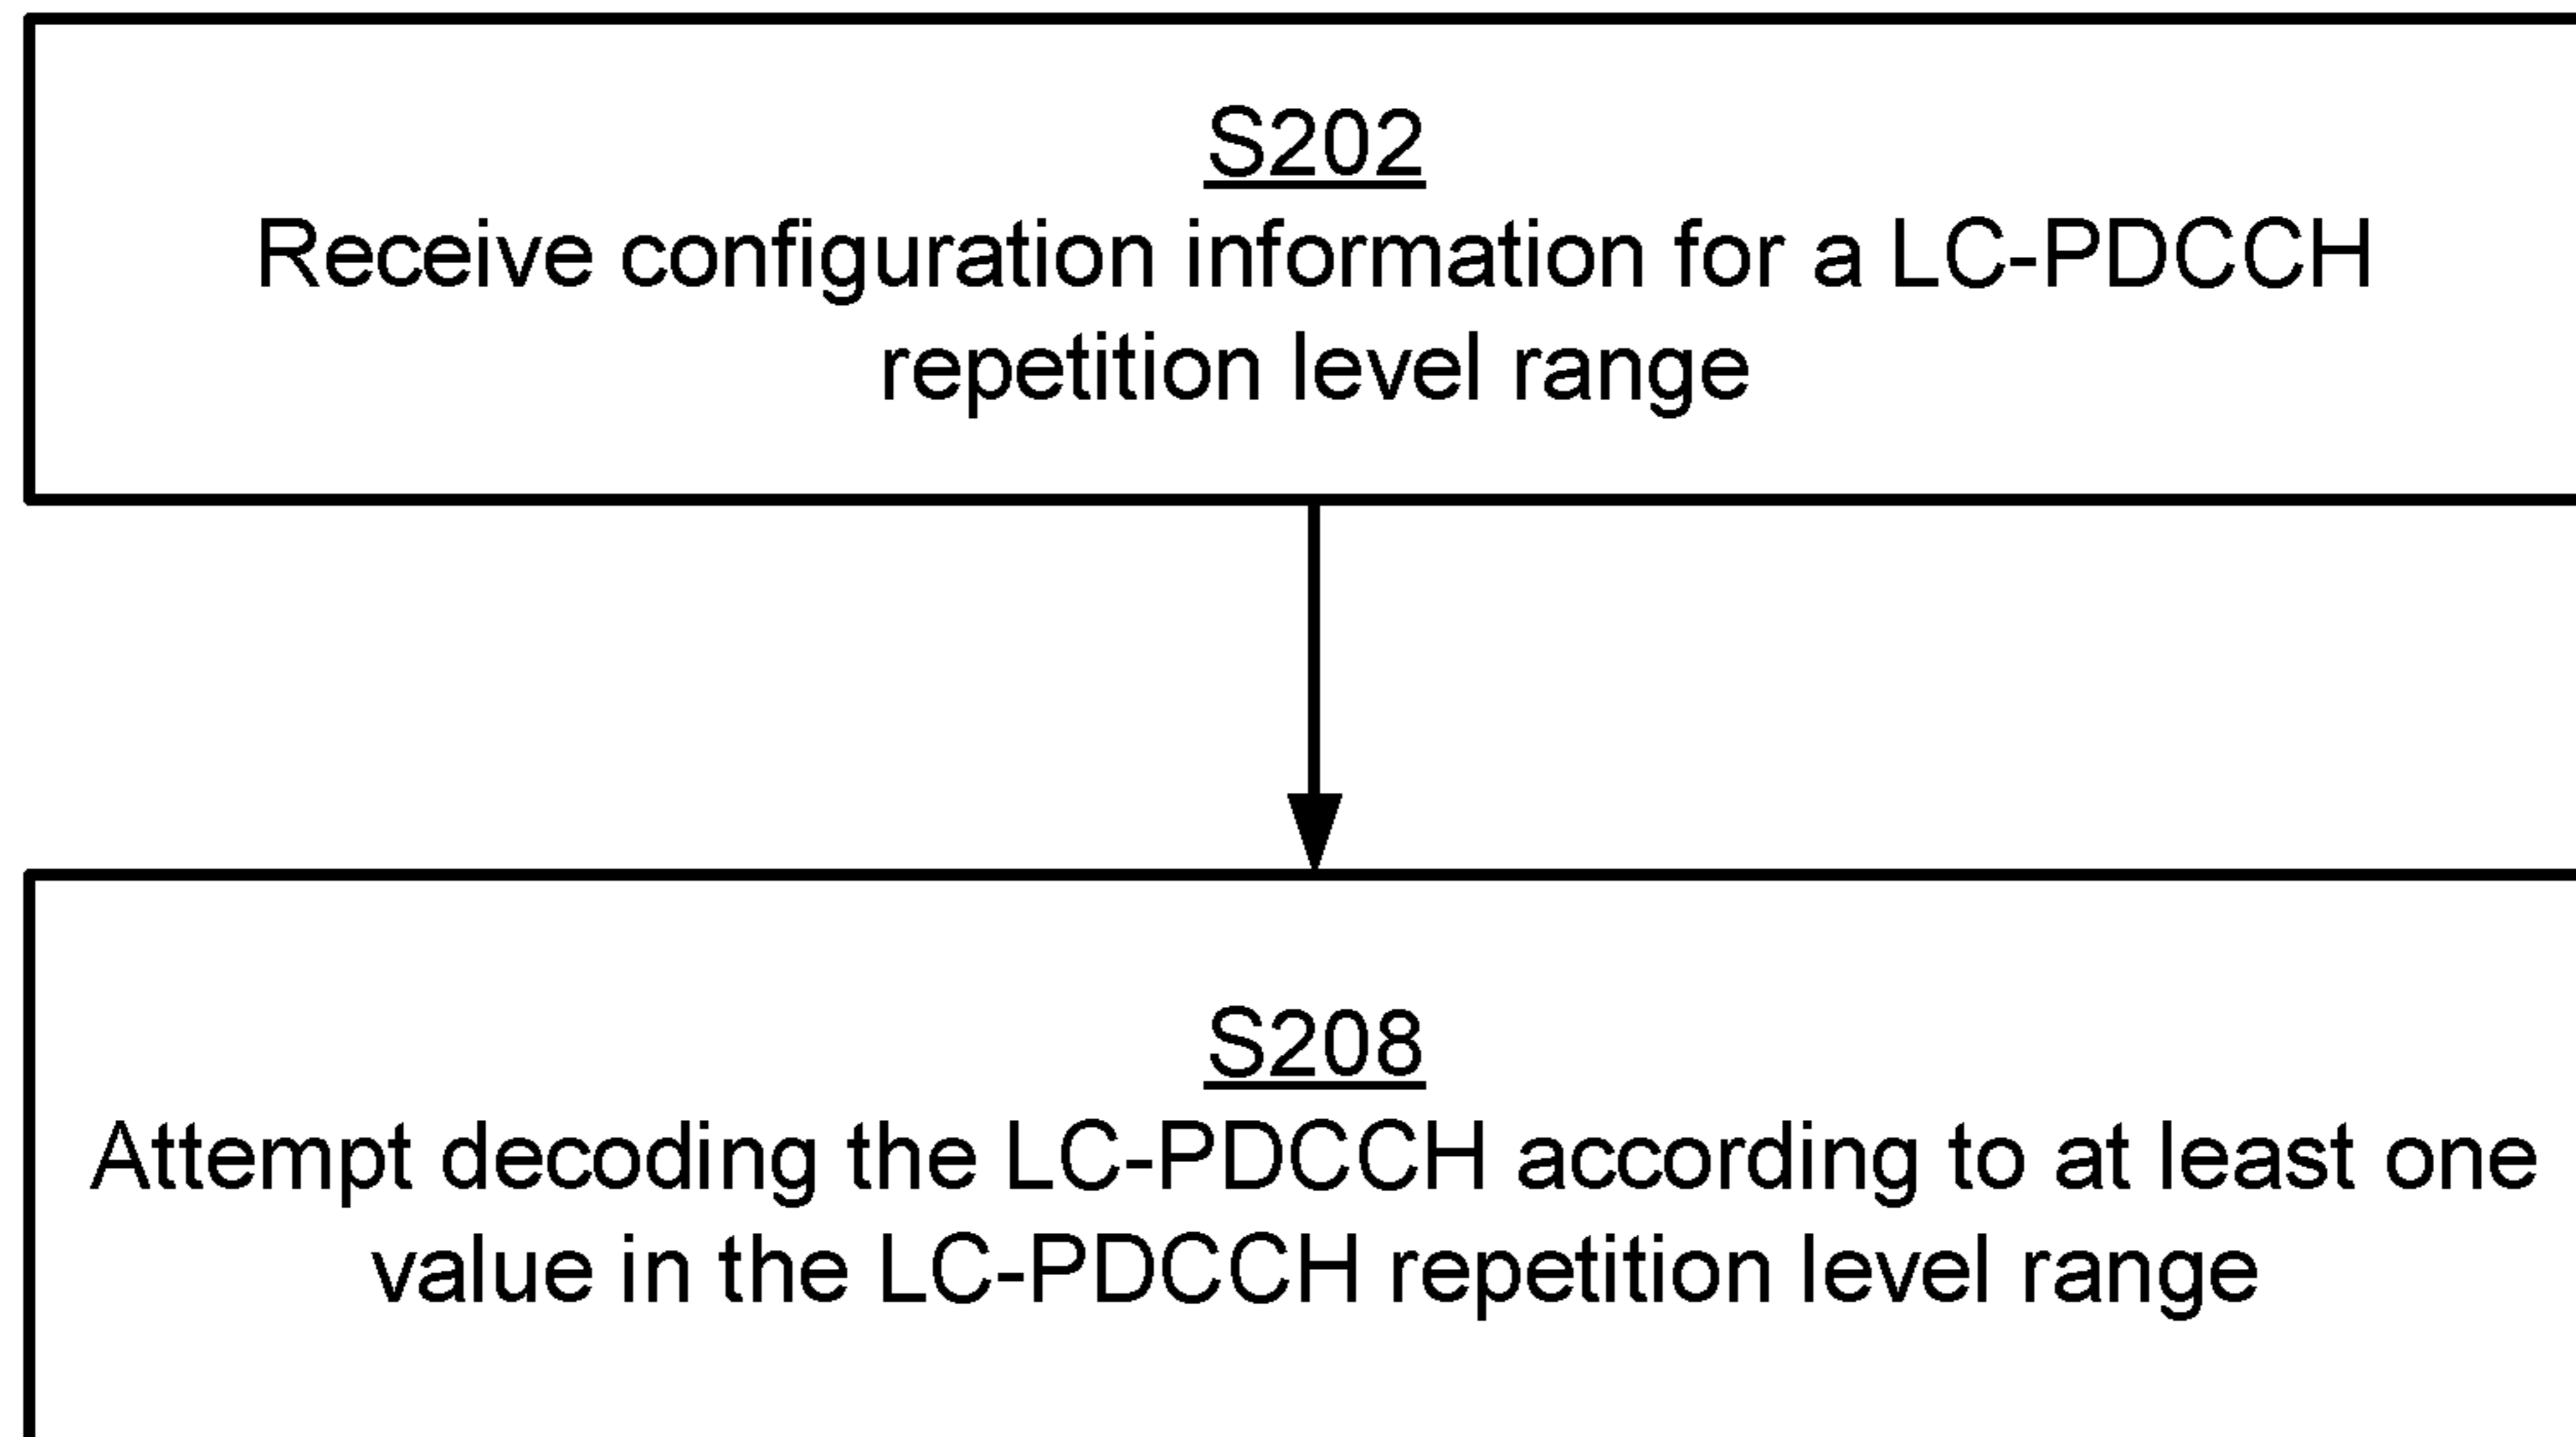 S202
Receive configuration information for a LC-PDCCH
repetition level range
S208
Attempt decoding the LC-PDCCH according to at least one
value in the LC-PDCCH repetition level range